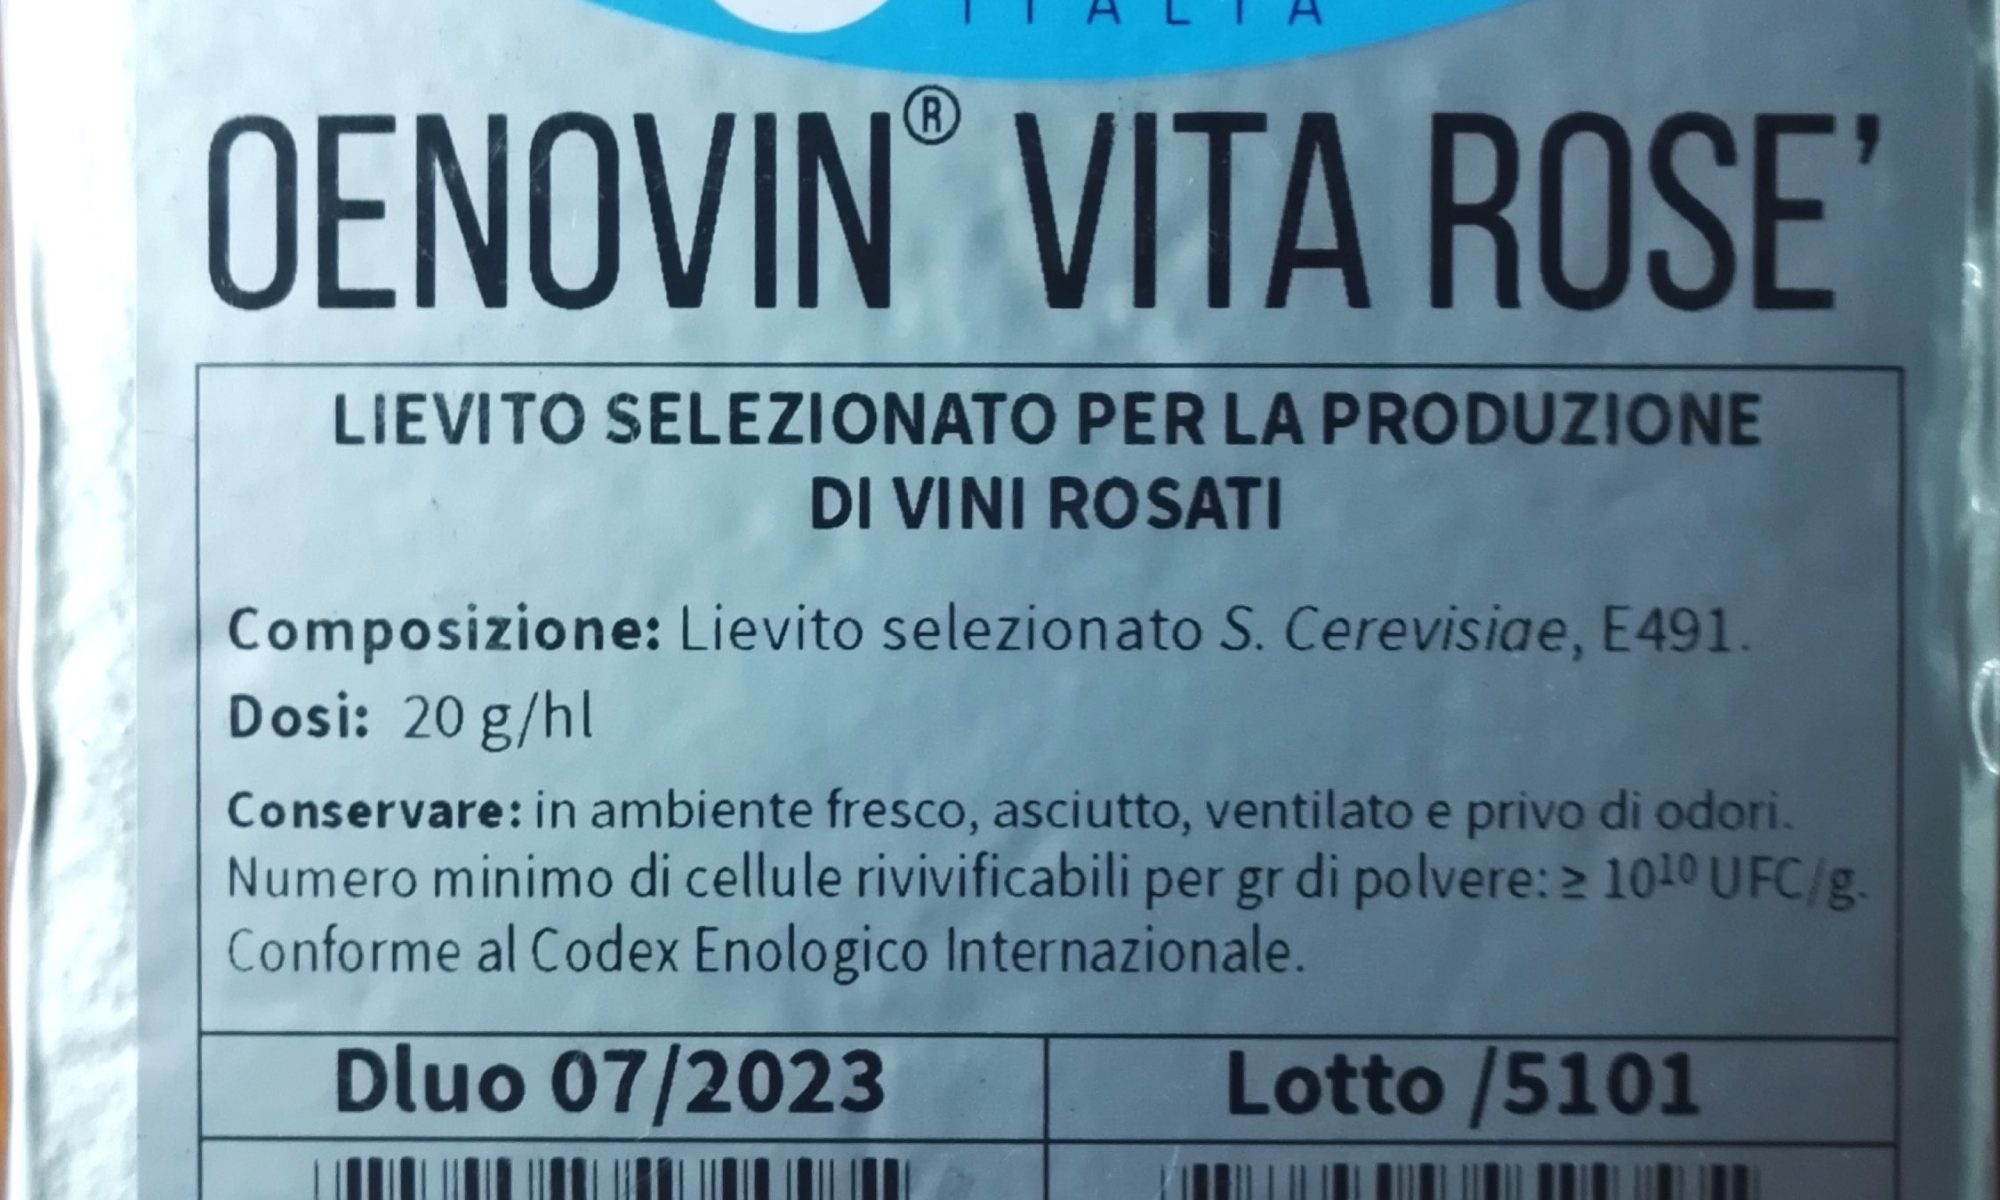 ITALIA
OENOVIN® VITA ROSE’
LIEVITO SELEZIONATO PER LA PRODUZIONE
DI VINI ROSATI
Composizione: Lievito selezionato S. Cerevisiae, E491.
Dosi: 20 g/hl
Conservare: in ambiente fresco, asciutto, ventilato e privo di odori.
Numero minimo di cellule rivivificabili per gr di polvere: ≥ 10¹⁰ UFC/g.
Conforme al Codex Enologico Internazionale.
Dluo 07/2023
Lotto /5101